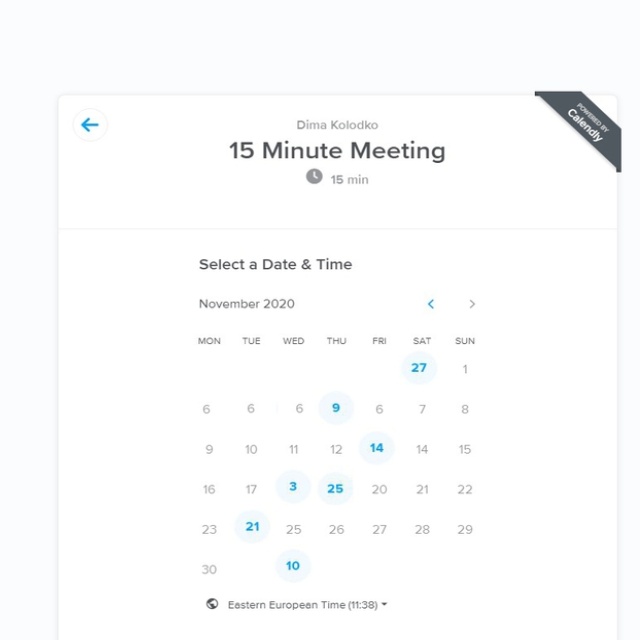 POWERED BY
Calendly
Dima Kolodko
15 Minute Meeting
15 min
Select a Date & Time
November 2020
MON TUE WED THU FRI SAT SUN
27 1
6 6 6 9 6 7 8
9 10 11 12 14 14 15
16 17 3 25 20 21 22
23 21 25 26 27 28 29
30 10
Eastern European Time (11:38)